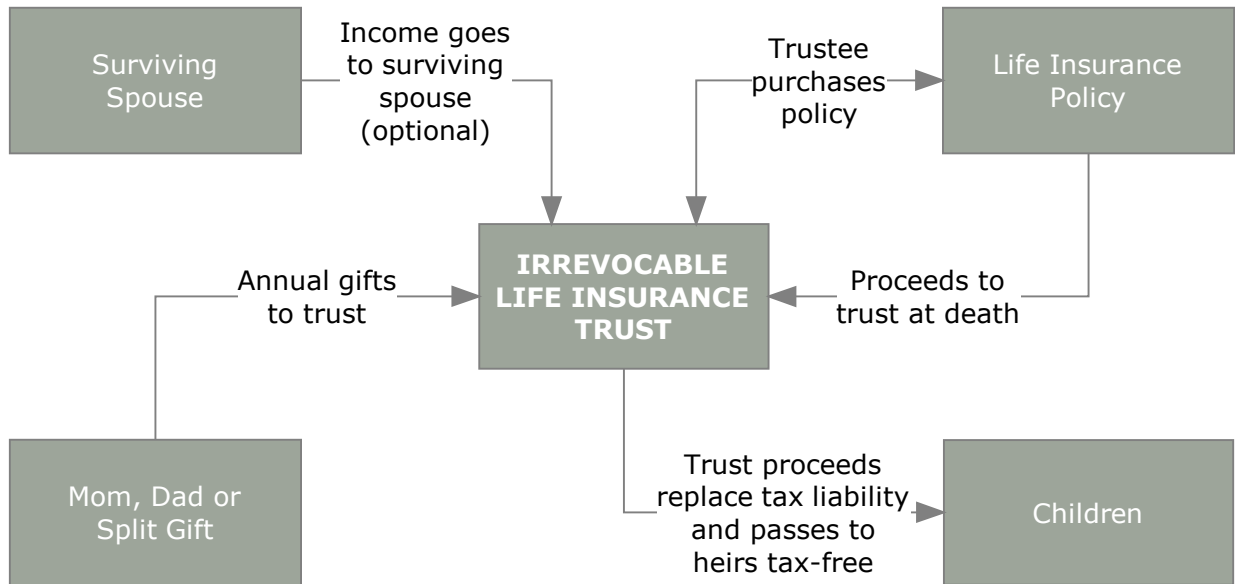 Surviving
Spouse
Income goes
to surviving
spouse
(optional)
Trustee
purchases
policy
Life Insurance
Policy
Annual gifts
to trust
IRREVOCABLE
LIFE INSURANCE
TRUST
Proceeds to
trust at death
Mom, Dad or
Split Gift
Trust proceeds
replace tax liability
and passes to
heirs tax-free
Children